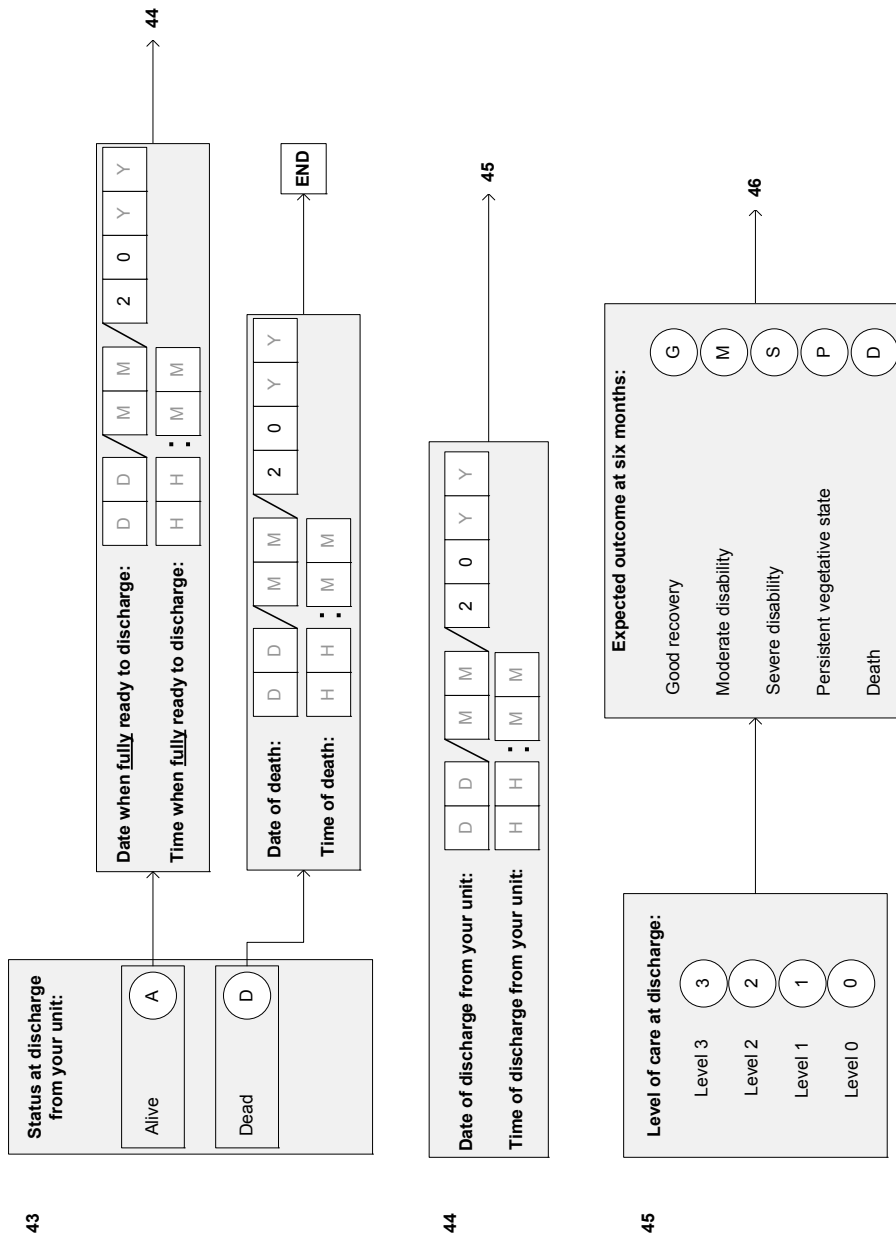 43
Status at discharge
from your unit:
Alive
A
Dead
D
Date when fully ready to discharge:
D D / M M / 2 0 Y Y
Time when fully ready to discharge:
H H : M M
44
Date of death:
D D / M M / 2 0 Y Y
Time of death:
H H : M M
END
44
Date of discharge from your unit:
D D / M M / 2 0 Y Y
Time of discharge from your unit:
H H : M M
45
45
Level of care at discharge:
Level 3 3
Level 2 2
Level 1 1
Level 0 0
Expected outcome at six months:
Good recovery G
Moderate disability M
Severe disability S
Persistent vegetative state P
Death D
46